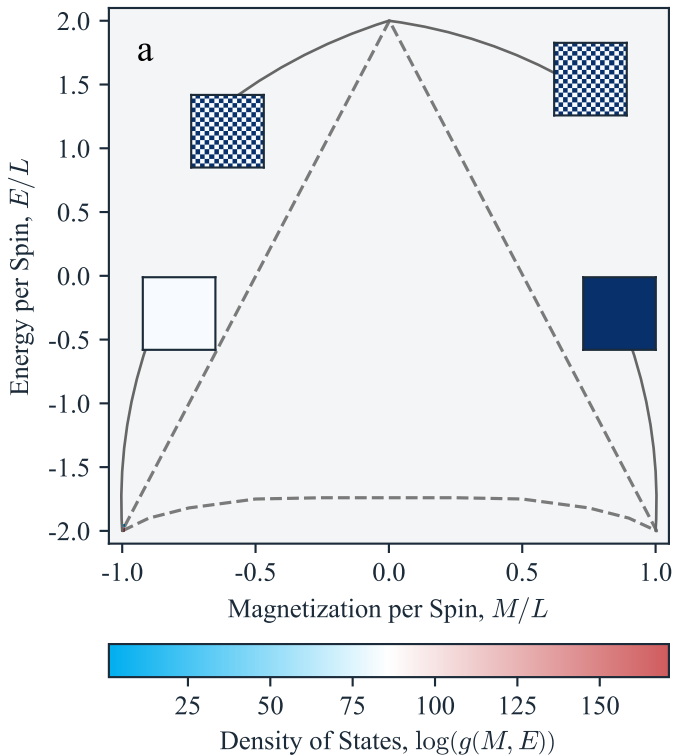 a
2.0
1.5
1.0
0.5
0.0
-0.5
-1.0
-1.5
-2.0
Energy per Spin, E/L
-1.0 -0.5 0.0 0.5 1.0
Magnetization per Spin, M/L
25 50 75 100 125 150
Density of States, log(g(M, E))